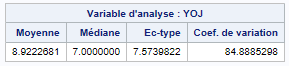 Variable d'analyse : YOJ
Moyenne Médiane Ec-type Coef. de variation
8.9222681 7.0000000 7.5739822 84.8885298